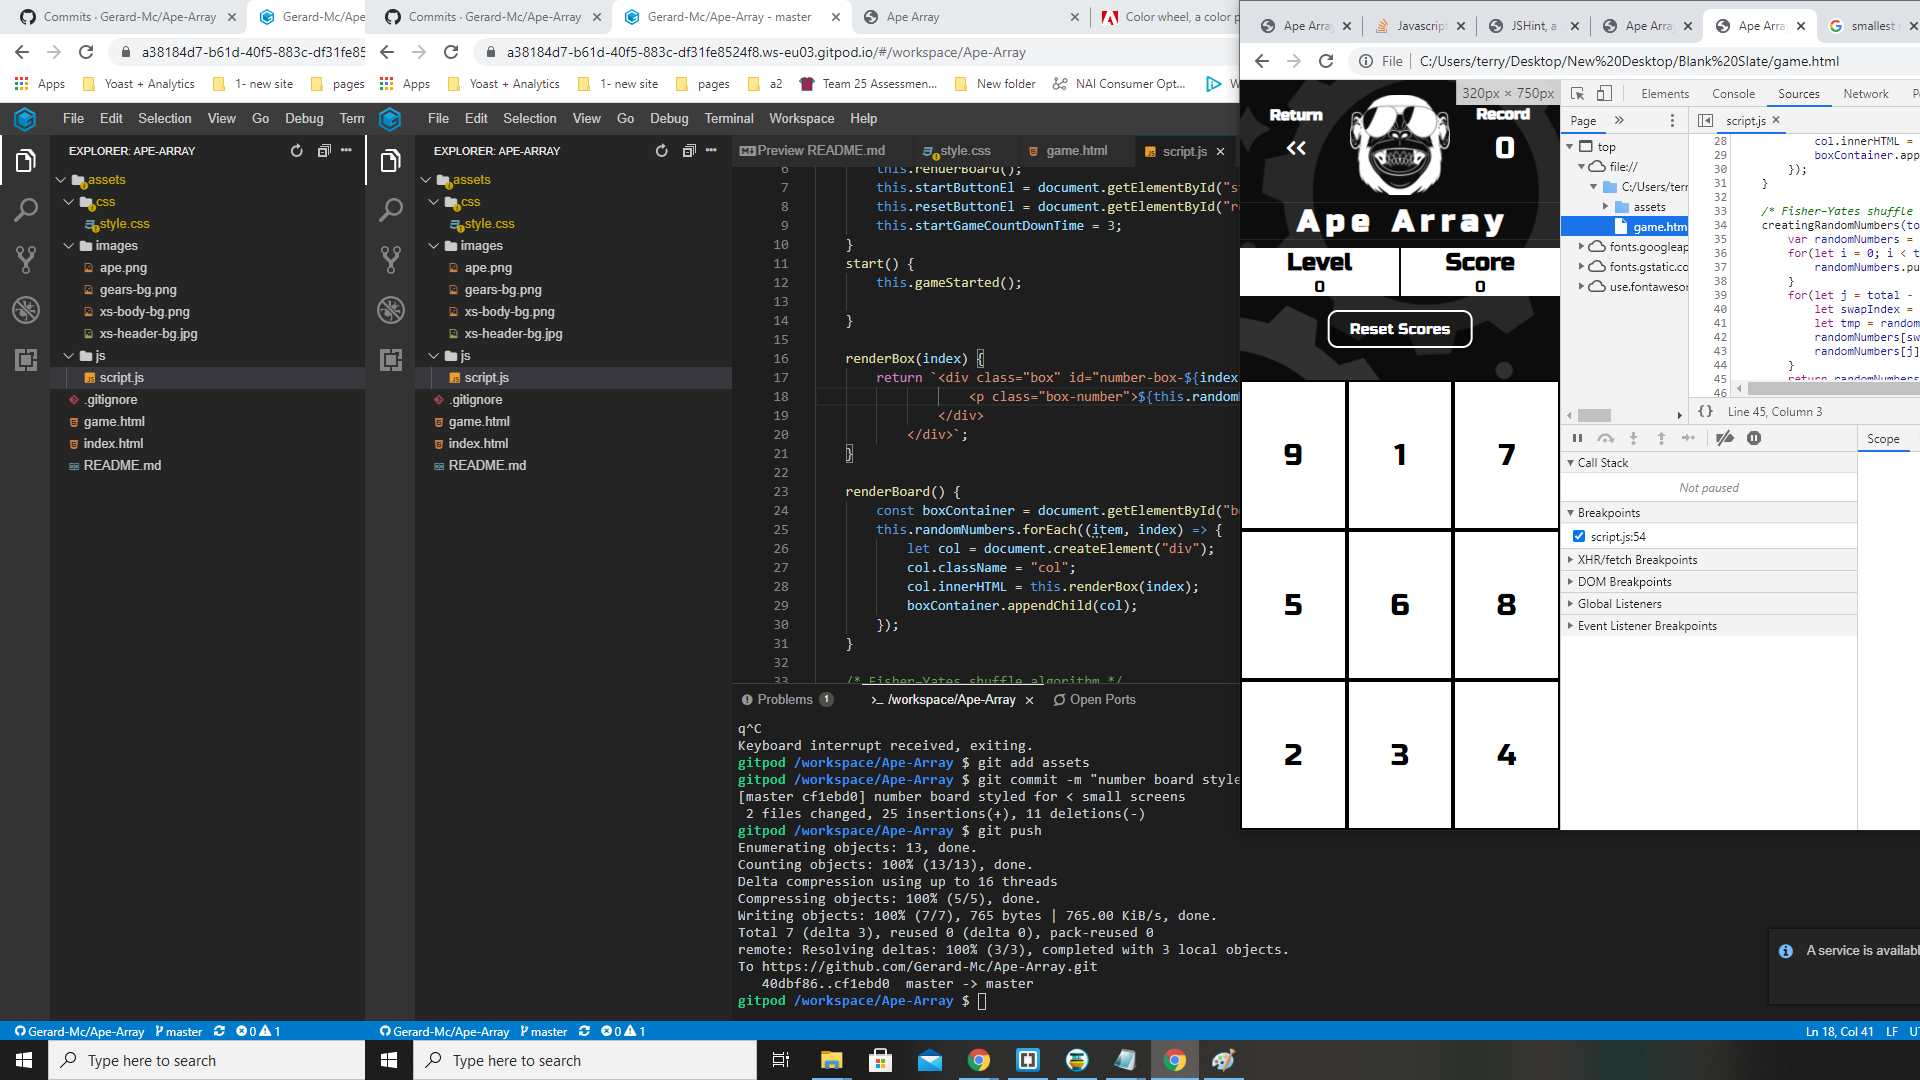 Commits · Gerard-Mc/Ape-Array
Gerard-Mc/Ape
Commits · Gerard-Mc/Ape-Array
Gerard-Mc/Ape-Array - master
Ape Array
Color wheel, a color p
a38184d7-b61d-40f5-883c-df31fe85
a38184d7-b61d-40f5-883c-df31fe8524f8.ws-eu03.gitpod.io/#/workspace/Ape-Array
Apps Yoast + Analytics 1- new site pages
Apps Yoast + Analytics 1- new site pages a2 Team 25 Assessmen... New folder NAI Consumer Opt...
File Edit Selection View Go Debug Term
File Edit Selection View Go Debug Terminal Workspace Help
EXPLORER: APE-ARRAY
assets
css
style.css
images
ape.png
gears-bg.png
xs-body-bg.png
xs-header-bg.jpg
js
script.js
.gitignore
game.html
index.html
README.md
EXPLORER: APE-ARRAY
assets
css
style.css
images
ape.png
gears-bg.png
xs-body-bg.png
xs-header-bg.jpg
js
script.js
.gitignore
game.html
index.html
README.md
Preview README.md style.css game.html script.js
6 this.renderBoard();
7 this.startButtonEl = document.getElementById("s
8 this.resetButtonEl = document.getElementById("r
9 this.startGameCountDownTime = 3;
10 }
11 start() {
12 this.gameStarted();
13
14 }
15
16 renderBox(index) {
17 return `<div class="box" id="number-box-${index
18 <p class="box-number">${this.random
19 </div>
20 </div>`;
21 }
22
23 renderBoard() {
24 const boxContainer = document.getElementById("b
25 this.randomNumbers.forEach((item, index) => {
26 let col = document.createElement("div");
27 col.className = "col";
28 col.innerHTML = this.renderBox(index);
29 boxContainer.appendChild(col);
30 });
31 }
32
33 /* Fisher-Yates shuffle algorithm */
Problems 1 >_ /workspace/Ape-Array Open Ports
q^C
Keyboard interrupt received, exiting.
gitpod /workspace/Ape-Array $ git add assets
gitpod /workspace/Ape-Array $ git commit -m "number board style
[master cf1ebd0] number board styled for < small screens
2 files changed, 25 insertions(+), 11 deletions(-)
gitpod /workspace/Ape-Array $ git push
Enumerating objects: 13, done.
Counting objects: 100% (13/13), done.
Delta compression using up to 16 threads
Compressing objects: 100% (5/5), done.
Writing objects: 100% (7/7), 765 bytes | 765.00 KiB/s, done.
Total 7 (delta 3), reused 0 (delta 0), pack-reused 0
remote: Resolving deltas: 100% (3/3), completed with 3 local objects.
To https://github.com/Gerard-Mc/Ape-Array.git
40dbf86..cf1ebd0 master -> master
gitpod /workspace/Ape-Array $
Ape Arra Javascrip JSHint, a Ape Arra Ape Arra smallest
File C:/Users/terry/Desktop/New%20Desktop/Blank%20Slate/game.html
320px × 750px
Return Record
0
Ape Array
Level Score
0 0
Reset Scores
9 1 7
5 6 8
2 3 4
Elements Console Sources Network
Page script.js
top
file://
C:/Users/terr
assets
game.htm
fonts.googleap
fonts.gstatic.co
use.fontawesor
28 col.innerHTML =
29 boxContainer.app
30 });
31 }
32
33 /* Fisher-Yates shuffle
34 creatingRandomNumbers(to
35 var randomNumbers =
36 for(let i = 0; i < t
37 randomNumbers.pu
38 }
39 for(let j = total -
40 let swapIndex =
41 let tmp = random
42 randomNumbers[sw
43 randomNumbers[j]
44 }
45 return randomNumbers
46
{} Line 45, Column 3
Scope
Call Stack
Not paused
Breakpoints
script.js:54
XHR/fetch Breakpoints
DOM Breakpoints
Global Listeners
Event Listener Breakpoints
A service is availabl
Gerard-Mc/Ape-Array master 0 1
Gerard-Mc/Ape-Array master 0 1
Ln 18, Col 41 LF UT
Type here to search
Type here to search